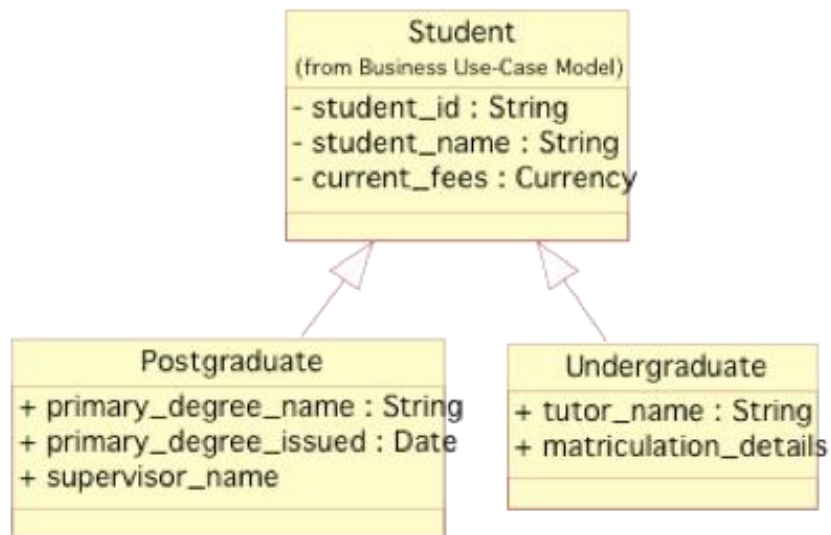 Student
(from Business Use-Case Model)
- student_id : String
- student_name : String
- current_fees : Currency
Postgraduate
+ primary_degree_name : String
+ primary_degree_issued : Date
+ supervisor_name
Undergraduate
+ tutor_name : String
+ matriculation_details